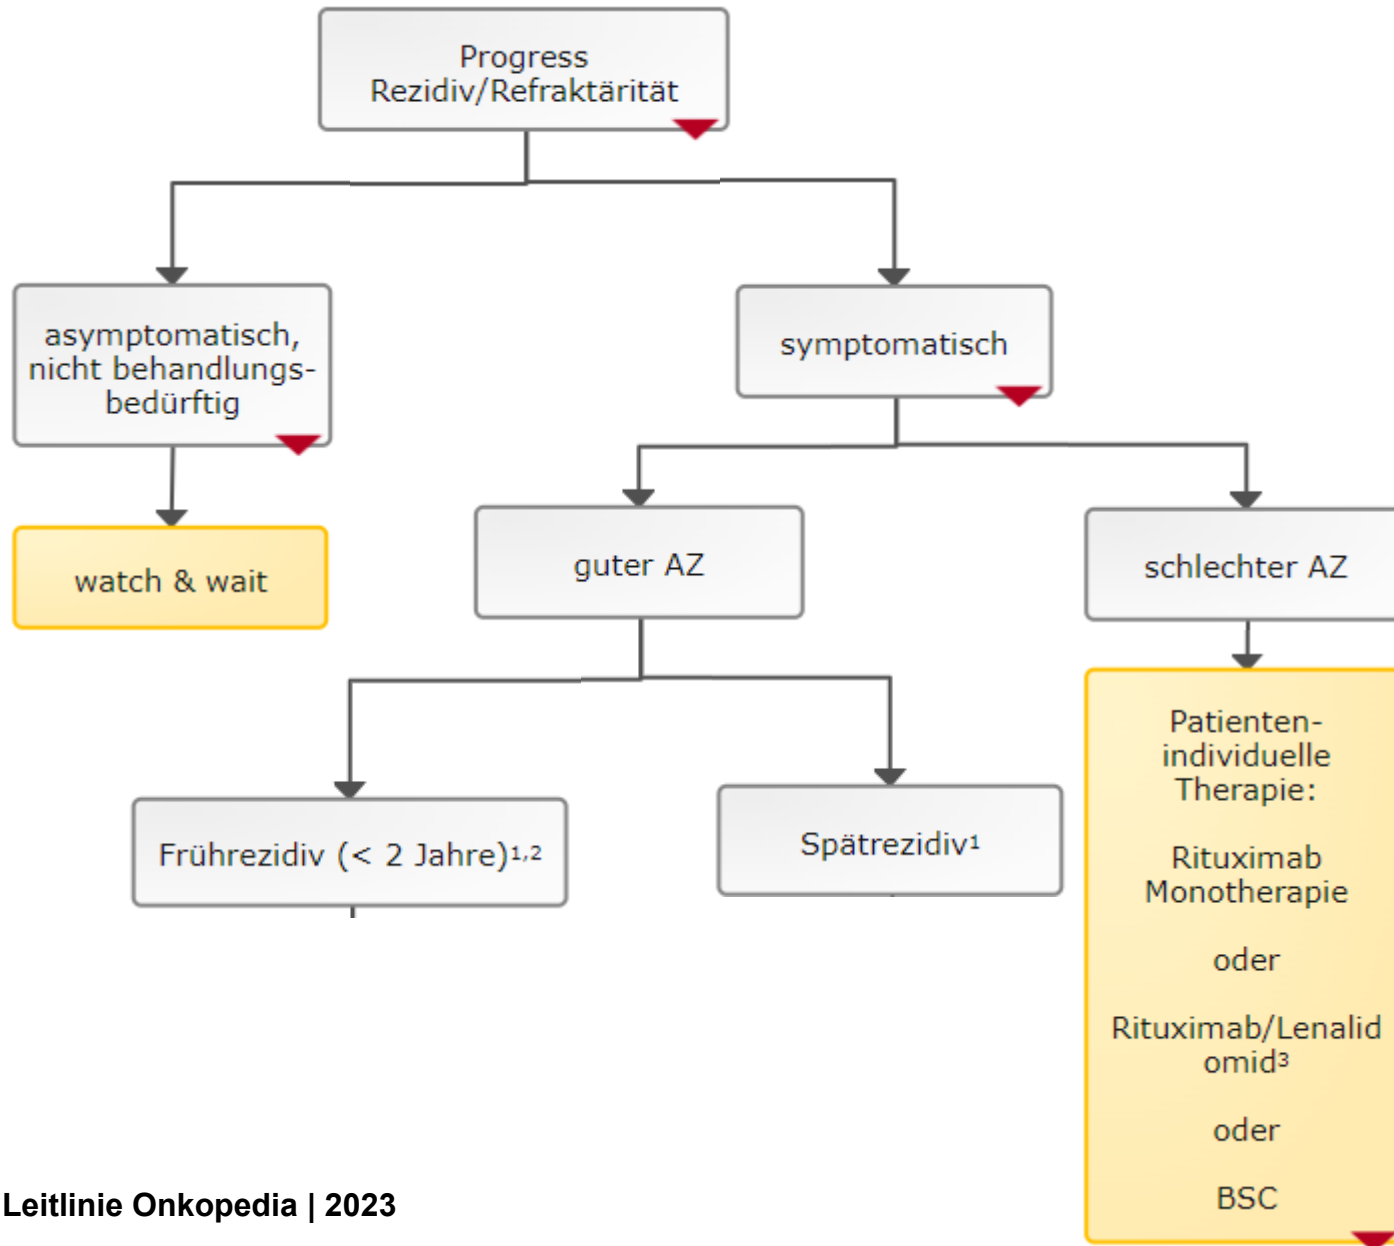 Progress
Rezidiv/Refraktärität
asymptomatisch,
nicht behandlungs-
bedürftig
symptomatisch
watch & wait
guter AZ
schlechter AZ
Frührezidiv (< 2 Jahre)1,2
Spätrezidiv1
Patienten-
individuelle
Therapie:
Rituximab
Monotherapie
oder
Rituximab/Lenalid
omid3
oder
BSC
Leitlinie Onkopedia | 2023